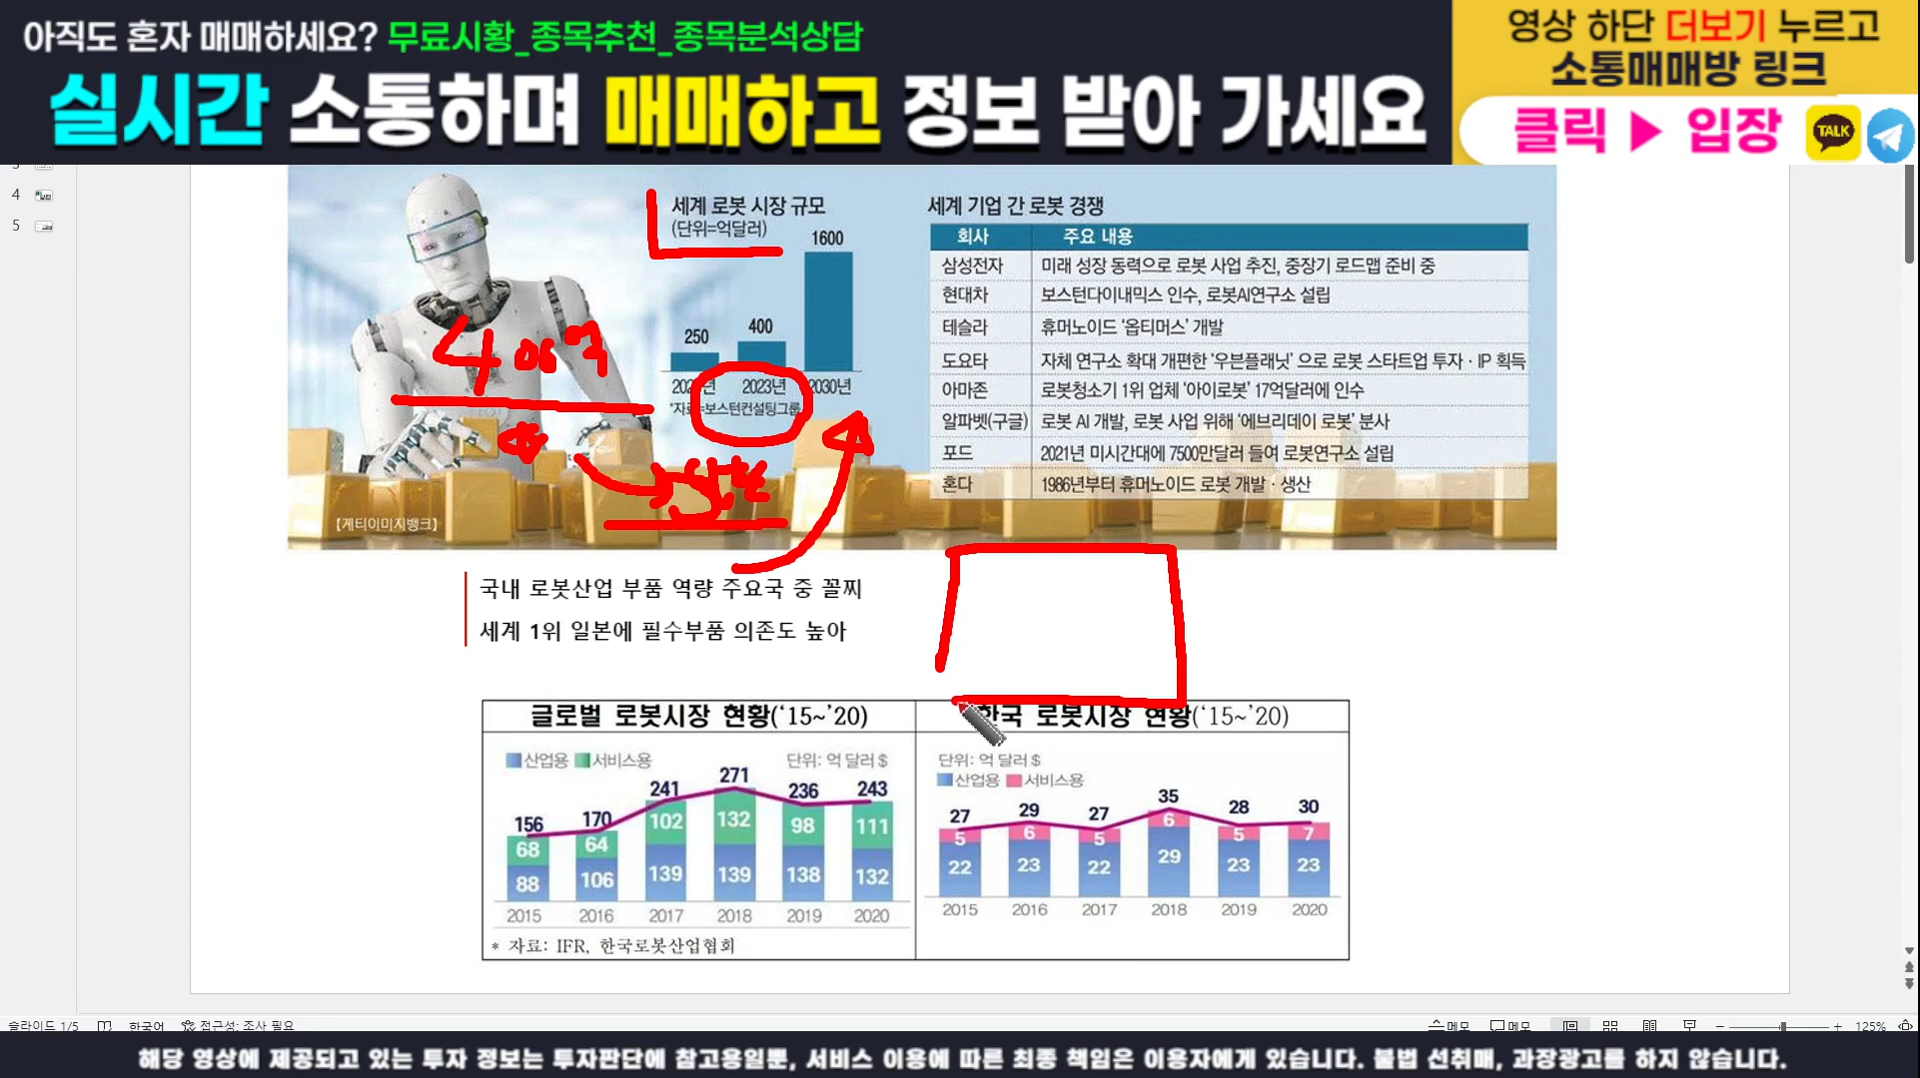 아직도 혼자 매매하세요? 무료시황_종목추천_종목분석상담
실시간 소통하며 매매하고 정보 받아 가세요
영상 하단 더보기 누르고
소통매매방 링크
클릭 ▶ 입장
TALK
4
5
세계 로봇 시장 규모
(단위=억달러)
250
400
1600
2023년
2030년
보스턴컨설팅그룹
【게티이미지뱅크】
세계 기업 간 로봇 경쟁
회사 주요 내용
삼성전자 미래 성장 동력으로 로봇 사업 추진, 중장기 로드맵 준비 중
현대차 보스턴다이내믹스 인수, 로봇AI연구소 설립
테슬라 휴머노이드 ‘옵티머스’ 개발
도요타 자체 연구소 확대 개편한 ‘우븐플래닛’ 으로 로봇 스타트업 투자 · IP 획득
아마존 로봇청소기 1위 업체 ‘아이로봇’ 17억달러에 인수
알파벳(구글) 로봇 AI 개발, 로봇 사업 위해 ‘에브리데이 로봇’ 분사
포드 2021년 미시간대에 7500만달러 들여 로봇연구소 설립
혼다 1986년부터 휴머노이드 로봇 개발 · 생산
국내 로봇산업 부품 역량 주요국 중 꼴찌
세계 1위 일본에 필수부품 의존도 높아
글로벌 로봇시장 현황(‘15~’20)
산업용 서비스용 단위: 억 달러 $
156 170 241 271 236 243
68 64 102 132 98 111
88 106 139 139 138 132
2015 2016 2017 2018 2019 2020
* 자료: IFR, 한국로봇산업협회
한국 로봇시장 현황(‘15~’20)
단위: 억 달러 $
산업용 서비스용
27 29 27 35 28 30
5 6 5 6 5 7
22 23 22 29 23 23
2015 2016 2017 2018 2019 2020
슬라이드 1/5 한국어 접근성: 조사 필요
메모 메모 125%
해당 영상에 제공되고 있는 투자 정보는 투자판단에 참고용일뿐, 서비스 이용에 따른 최종 책임은 이용자에게 있습니다. 불법 선취매, 과장광고를 하지 않습니다.